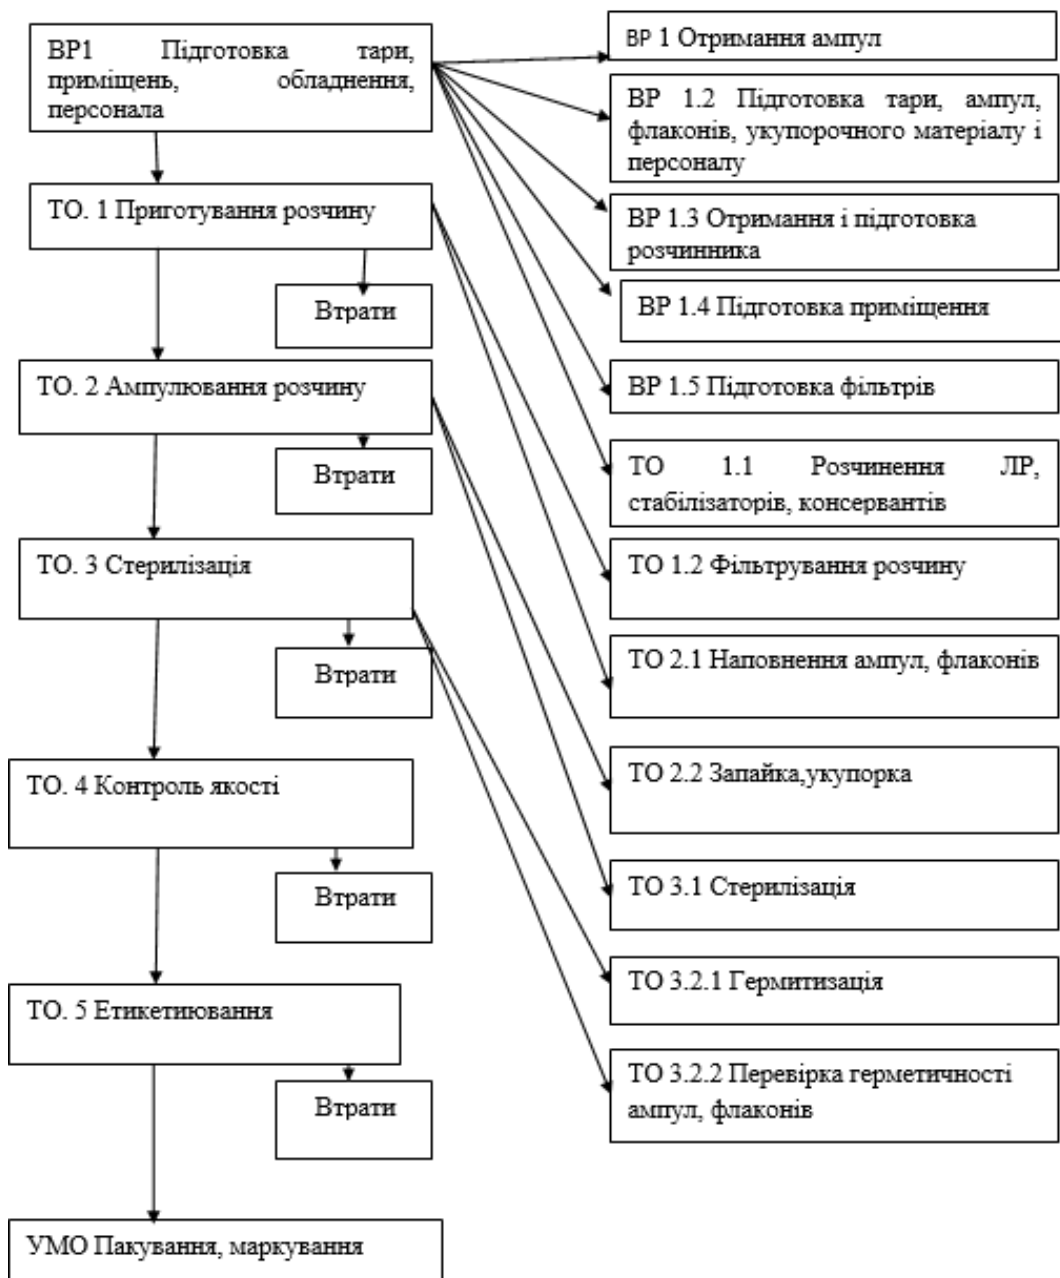 ВР1 Підготовка тари,
приміщень, обладнення,
персонала
ТО. 1 Приготування розчину
Втрати
ТО. 2 Ампулювання розчину
Втрати
ТО. 3 Стерилізація
Втрати
ТО. 4 Контроль якості
Втрати
ТО. 5 Етикетиювання
Втрати
УМО Пакування, маркування
ВР 1 Отримання ампул
ВР 1.2 Підготовка тари, ампул,
флаконів, укупорочного матеріалу і
персоналу
ВР 1.3 Отримання і підготовка
розчинника
ВР 1.4 Підготовка приміщення
ВР 1.5 Підготовка фільтрів
ТО 1.1 Розчинення ЛР,
стабілізаторів, консервантів
ТО 1.2 Фільтрування розчину
ТО 2.1 Наповнення ампул, флаконів
ТО 2.2 Запайка,укупорка
ТО 3.1 Стерилізація
ТО 3.2.1 Гермитизація
ТО 3.2.2 Перевірка герметичності
ампул, флаконів